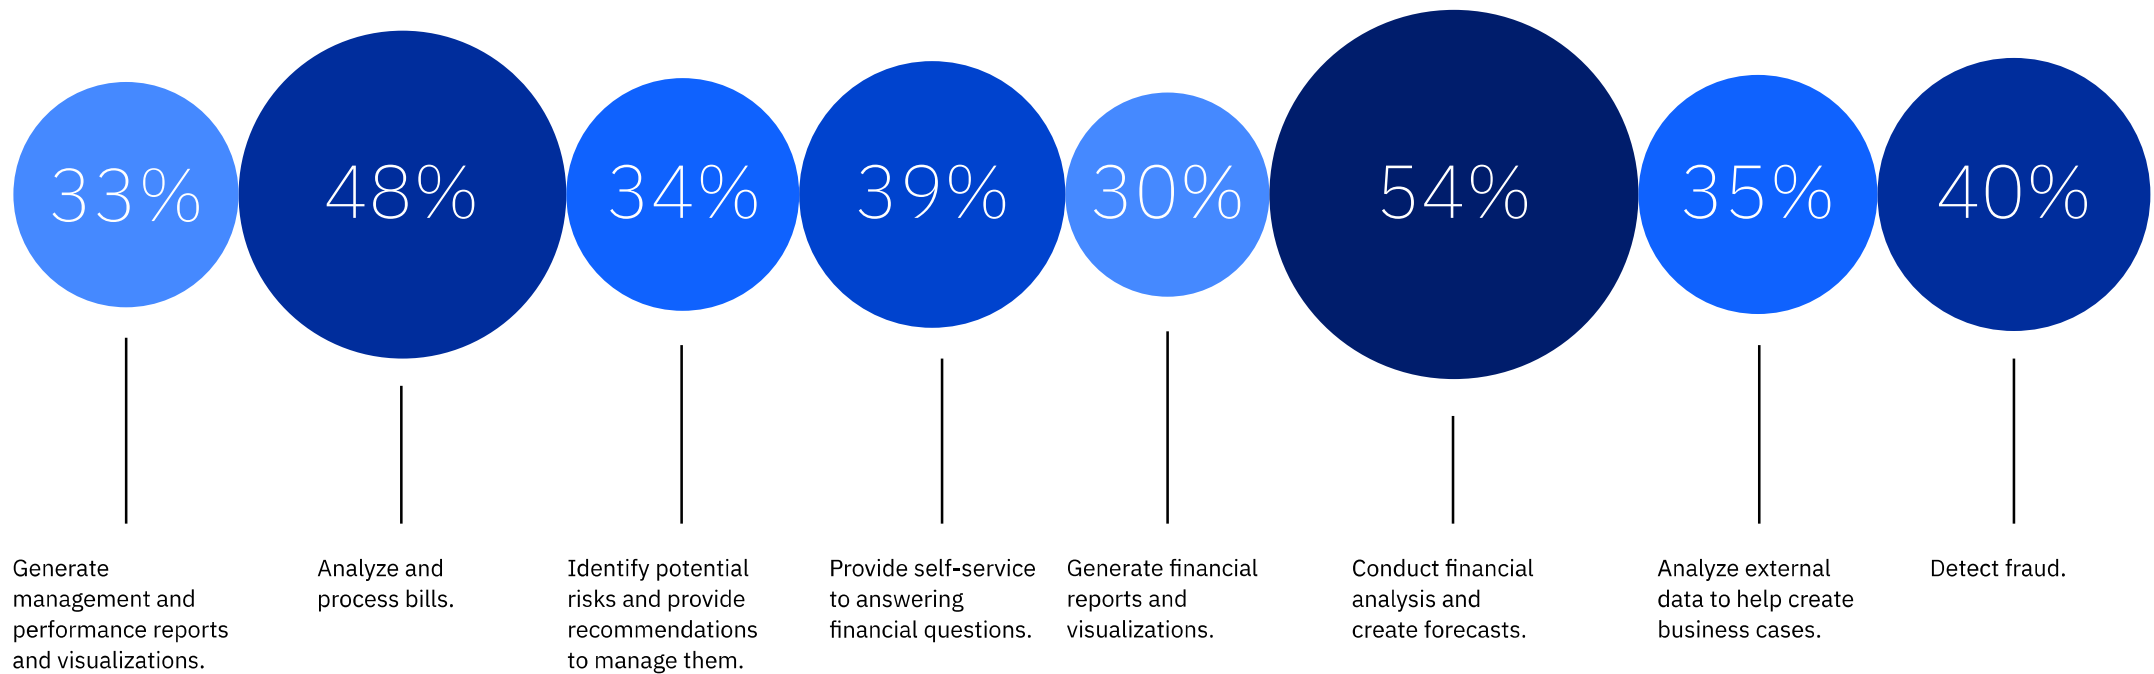 33%
48%
34%
39%
30%
54%
35%
40%
Generate
management and
performance reports
and visualizations.
Analyze and
process bills.
Identify potential
risks and provide
recommendations
to manage them.
Provide self-service
to answering
financial questions.
Generate financial
reports and
visualizations.
Conduct financial
analysis and
create forecasts.
Analyze external
data to help create
business cases.
Detect fraud.